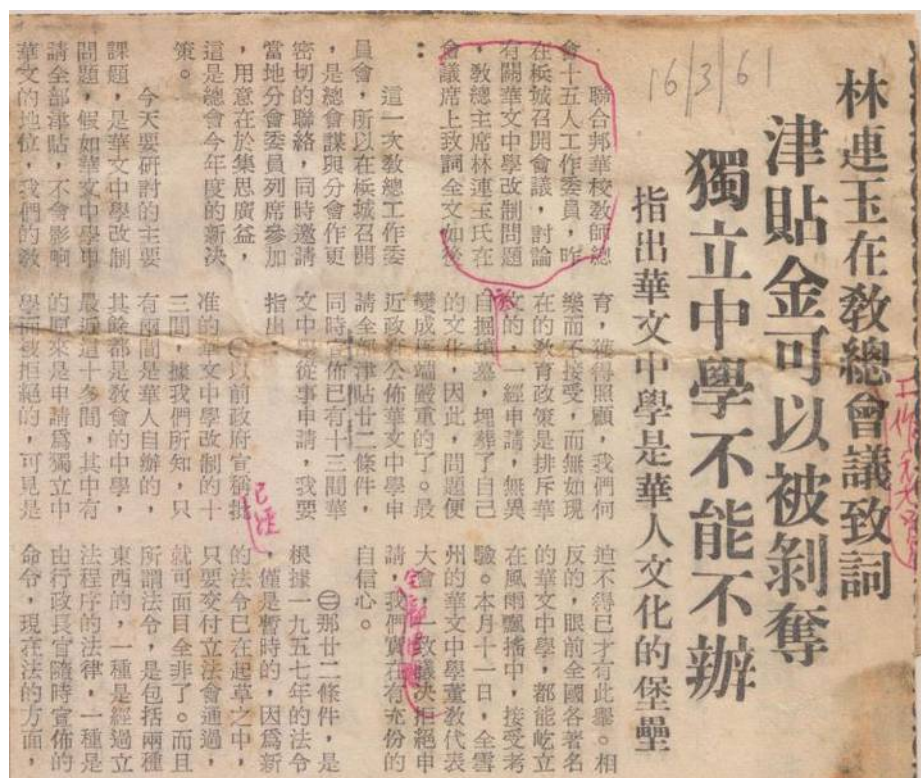 林連玉在教總會議致詞
津貼金可以被剝奪
獨立中學不能不辦
指出華文中學是華人文化的堡壘
16/3/61
聯合邦華校教師總
會十五人工作委員,昨
在檳城召開會議,討論
有關華文中學改制問題
,教總主席林連玉氏在
會議席上致詞全文如後
:
這一次教總工作委
員會,所以在檳城召開
,是總會謀與分會作更
密切的聯絡,同時邀請
當地分會委員列席參加
,用意在於集思廣益,
這是總會今年度的新決
策。
今天要研討的主要
課題,是華文中學改制
問題,假如華文中學申
請全部津貼,不會影响
華文的地位,我們的教
育,獲得照顧,我們何
樂而不接受,而無如現
在的教育政策是排斥華
文的,一經申請,無異
自掘墳墓,埋葬了自己
的文化,因此,問題便
變成極端嚴重的了。最
近政府公佈華文中學申
請全部津貼廿二條件,
同時宣佈已有十三間華
文中學從事申請,我要
指出:
㊀以前政府宣稱批
准的華文中學改制的十
三間,據我們所知,只
有兩間是華人自辦的,
其餘都是教會的中學,
最近這十多間,其中有
的原來是申請為獨立中
學而被拒絕的,可見是
迫不得已才有此舉。相
反的,眼前全國各著名
的華文中學,都能屹立
在風雨飄搖中,接受考
驗。本月十一日,全雪
州的華文中學董教代表
大會,一致議決拒絕申
請,我們實在有充份的
自信心。
㊂那廿二條件,是
根據一九五七年的法令
,僅是暫時的,因為新
的法令已在起草之中,
只要交付立法會通過,
就可面目全非了。而且
所謂法令,是包括兩種
東西的,一種是經過立
法程序的法律,一種是
由行政長官隨時宣佈的
命令,現在法的方面,
已經